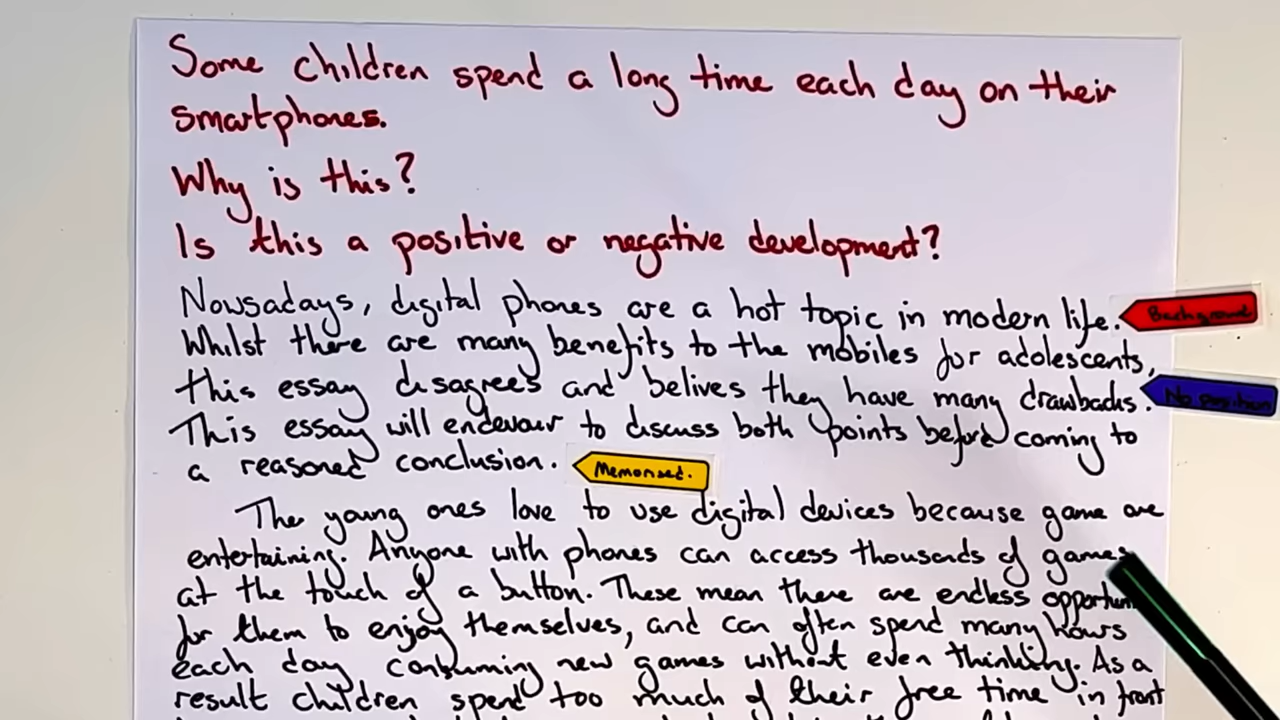 Some children spend a long time each day on their
smartphones.
Why is this?
Is this a positive or negative development?
Nowsadays, digital phones are a hot topic in modern life.
Background
Whilst there are many benefits to the mobiles for adolescents,
this essay disagrees and belives they have many drawbacks.
No position
This essay will endevour to discuss both points before coming to
a reasoned conclusion.
Memorised.
The young ones love to use digital devices because game are
entertaining. Anyone with phones can access thousands of games
at the touch of a button. These mean there are endless
for them to enjoy themselves, and can often spend many hours
each day consuming new games without even thinking. As a
result children spend too much of their free time in front